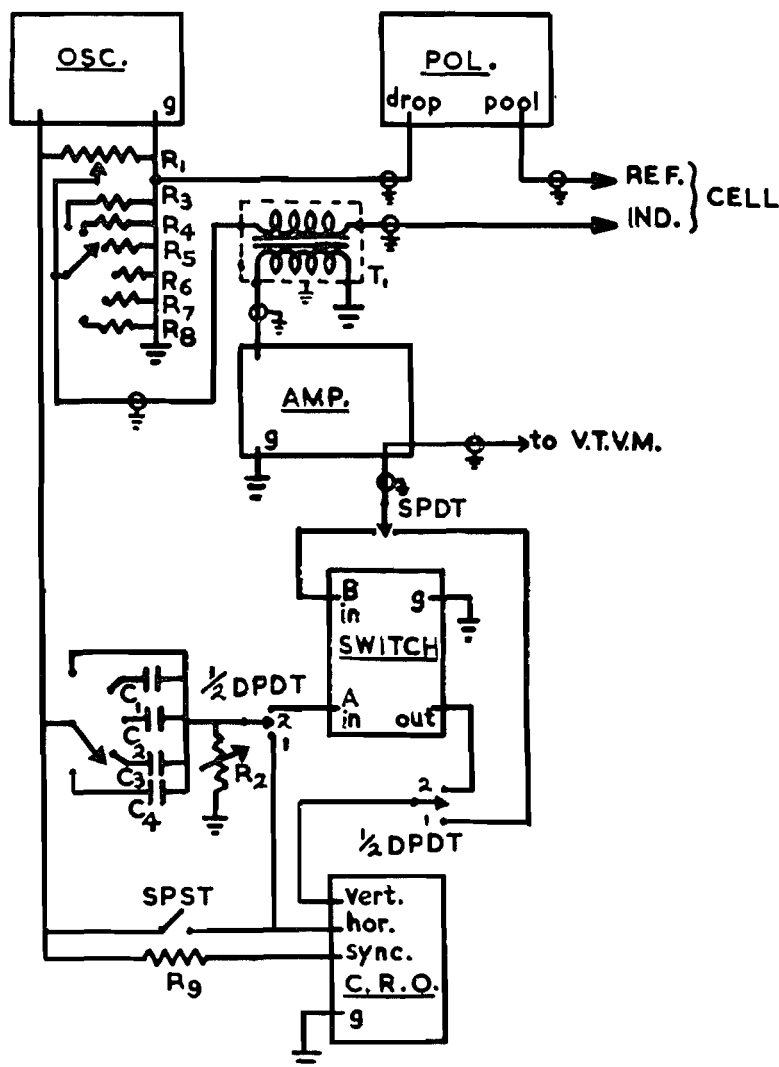 OSC.
g
POL.
drop pool
R1
R3
R4
R5
R6
R7
R8
T1
REF.
IND.
CELL
AMP.
g
to V.T.V.M.
SPDT
B in
g
SWITCH
A in
out
C1
C2
C3
C4
1/2 DPDT
2
1
R2
2
1
1/2 DPDT
SPST
R9
Vert.
hor.
Sync.
C.R.O.
g